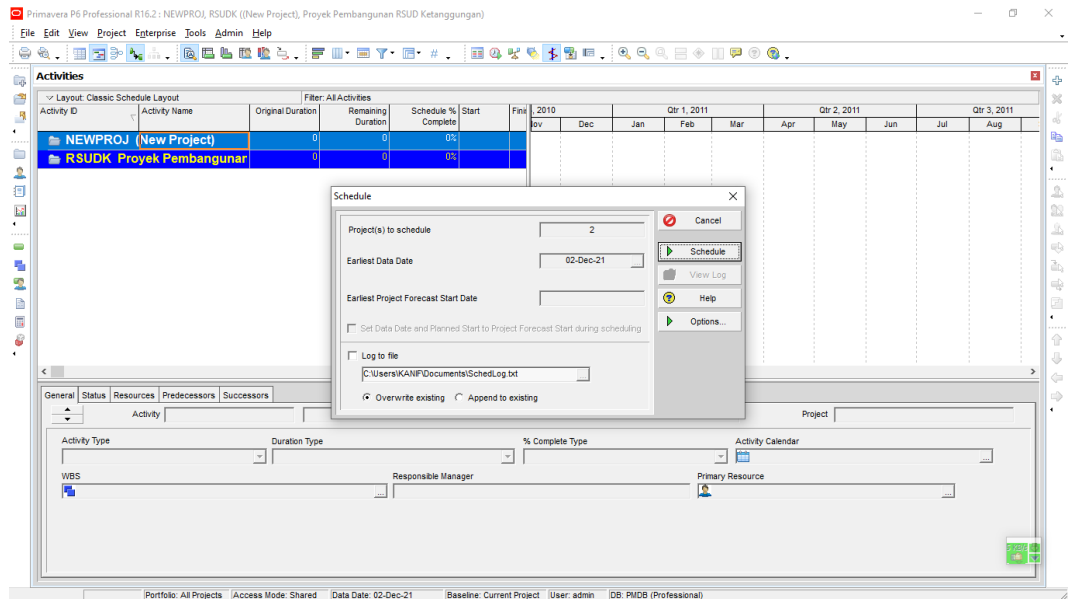 Primavera P6 Professional R16.2 : NEWPROJ, RSUDK ((New Project), Proyek Pembangunan RSUD Ketanggungan)
File Edit View Project Enterprise Tools Admin Help
Activities
Layout: Classic Schedule Layout Filter: All Activities
Activity ID Activity Name Original Duration Remaining Duration Schedule % Complete Start Fini , 2010 Qtr 1, 2011 Qtr 2, 2011 Qtr 3, 2011
lov Dec Jan Feb Mar Apr May Jun Jul Aug
NEWPROJ (New Project) 0 0 0%
RSUDK Proyek Pembangunan 0 0 0%
Schedule
Project(s) to schedule 2
Earliest Data Date 02-Dec-21 ...
Earliest Project Forecast Start Date
Set Data Date and Planned Start to Project Forecast Start during scheduling
Log to file
C:\Users\KANIF\Documents\SchedLog.txt ...
Overwrite existing Append to existing
Cancel
Schedule
View Log
Help
Options...
General Status Resources Predecessors Successors
Activity Project
Activity Type Duration Type % Complete Type Activity Calendar
WBS Responsible Manager Primary Resource
Portfolio: All Projects Access Mode: Shared Data Date: 02-Dec-21 Baseline: Current Project User: admin DB: PMDB (Professional)